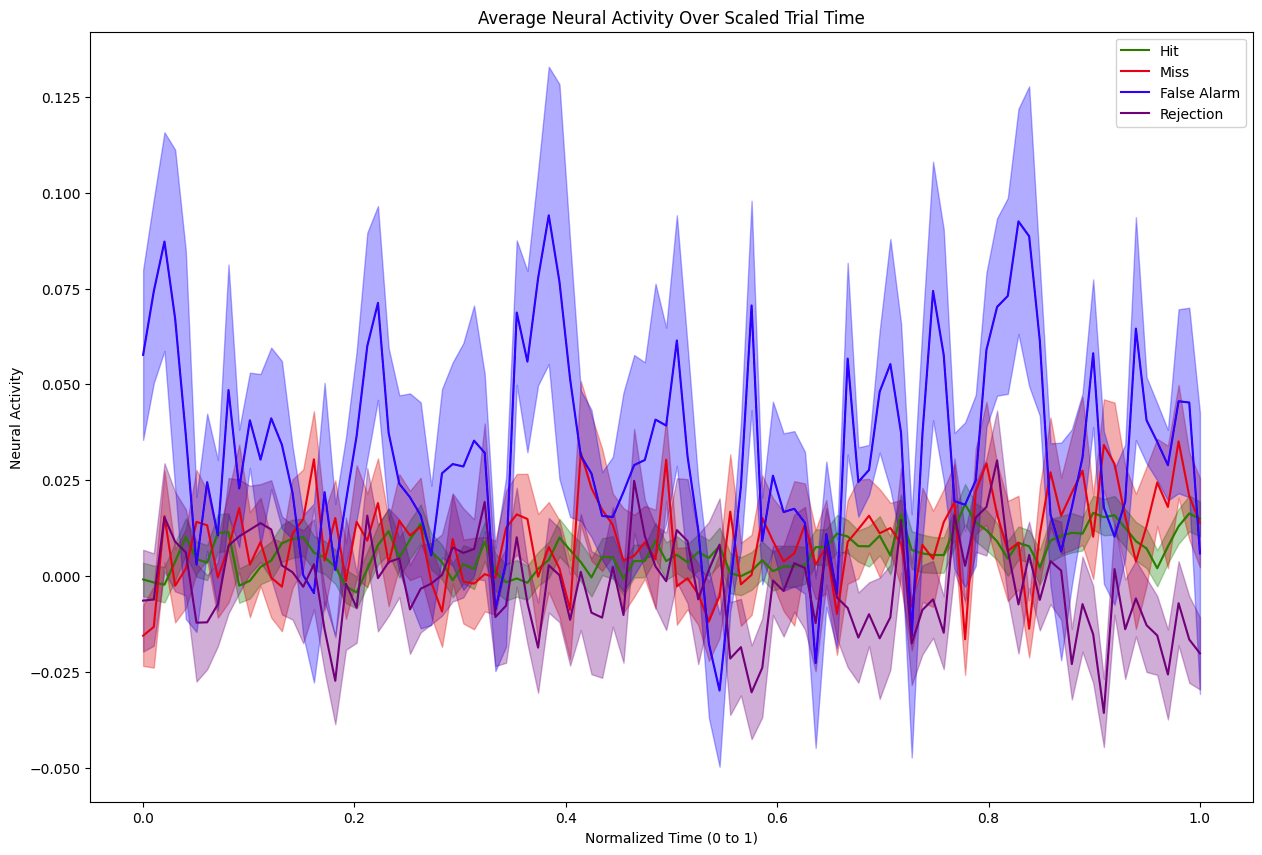 Average Neural Activity Over Scaled Trial Time
Hit
Miss
False Alarm
Rejection
Neural Activity
0.125
0.100
0.075
0.050
0.025
0.000
−0.025
−0.050
0.0 0.2 0.4 0.6 0.8 1.0
Normalized Time (0 to 1)